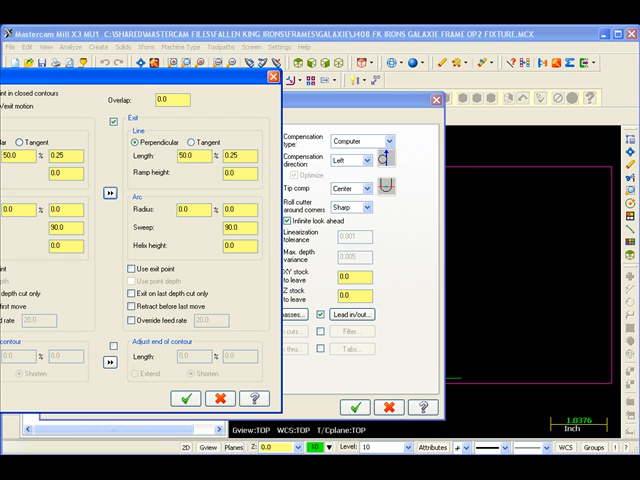 Mastercam Mill X3 MU1 C:\SHARED\MASTERCAM FILES\FALLEN KING IRONS\FRAMES\GALAXIE\J408 FK IRONS GALAXIE FRAME OP2 FIXTURE.MCX
File Edit View Analyze Create Solids Xform Machine Type Toolpaths Screen Settings Help
nt in closed contours
/exit motion
Overlap: 0.0
Exit
Line
Tangent
Perpendicular Tangent
50.0 % 0.25
Length: 50.0 % 0.25
0.0
Ramp height: 0.0
Arc
0.0 % 0.0
Radius: 0.0 % 0.0
90.0
Sweep: 90.0
0.0
Helix height: 0.0
int
Use exit point
depth
Use point depth
depth cut only
Exit on last depth cut only
first move
Retract before last move
d rate 20.0
Override feed rate 20.0
contour
Adjust end of contour
0.0 % 0.0
Length: 0.0 % 0.0
Shorten
Extend Shorten
Compensation type: Computer
Compensation direction: Left
Optimize
Tip comp Center
Roll cutter around corners Sharp
Infinite look ahead
Linearization tolerance 0.001
Max. depth variance 0.005
XY stock to leave 0.0
Z stock to leave 0.0
asses... Lead in/out...
cuts... Filter...
thru... Tabs...
1.0376
Inch
Gview:TOP WCS:TOP T/Cplane:TOP
2D Gview Planes Z: 0.0 10 Level: 10 Attributes WCS Groups